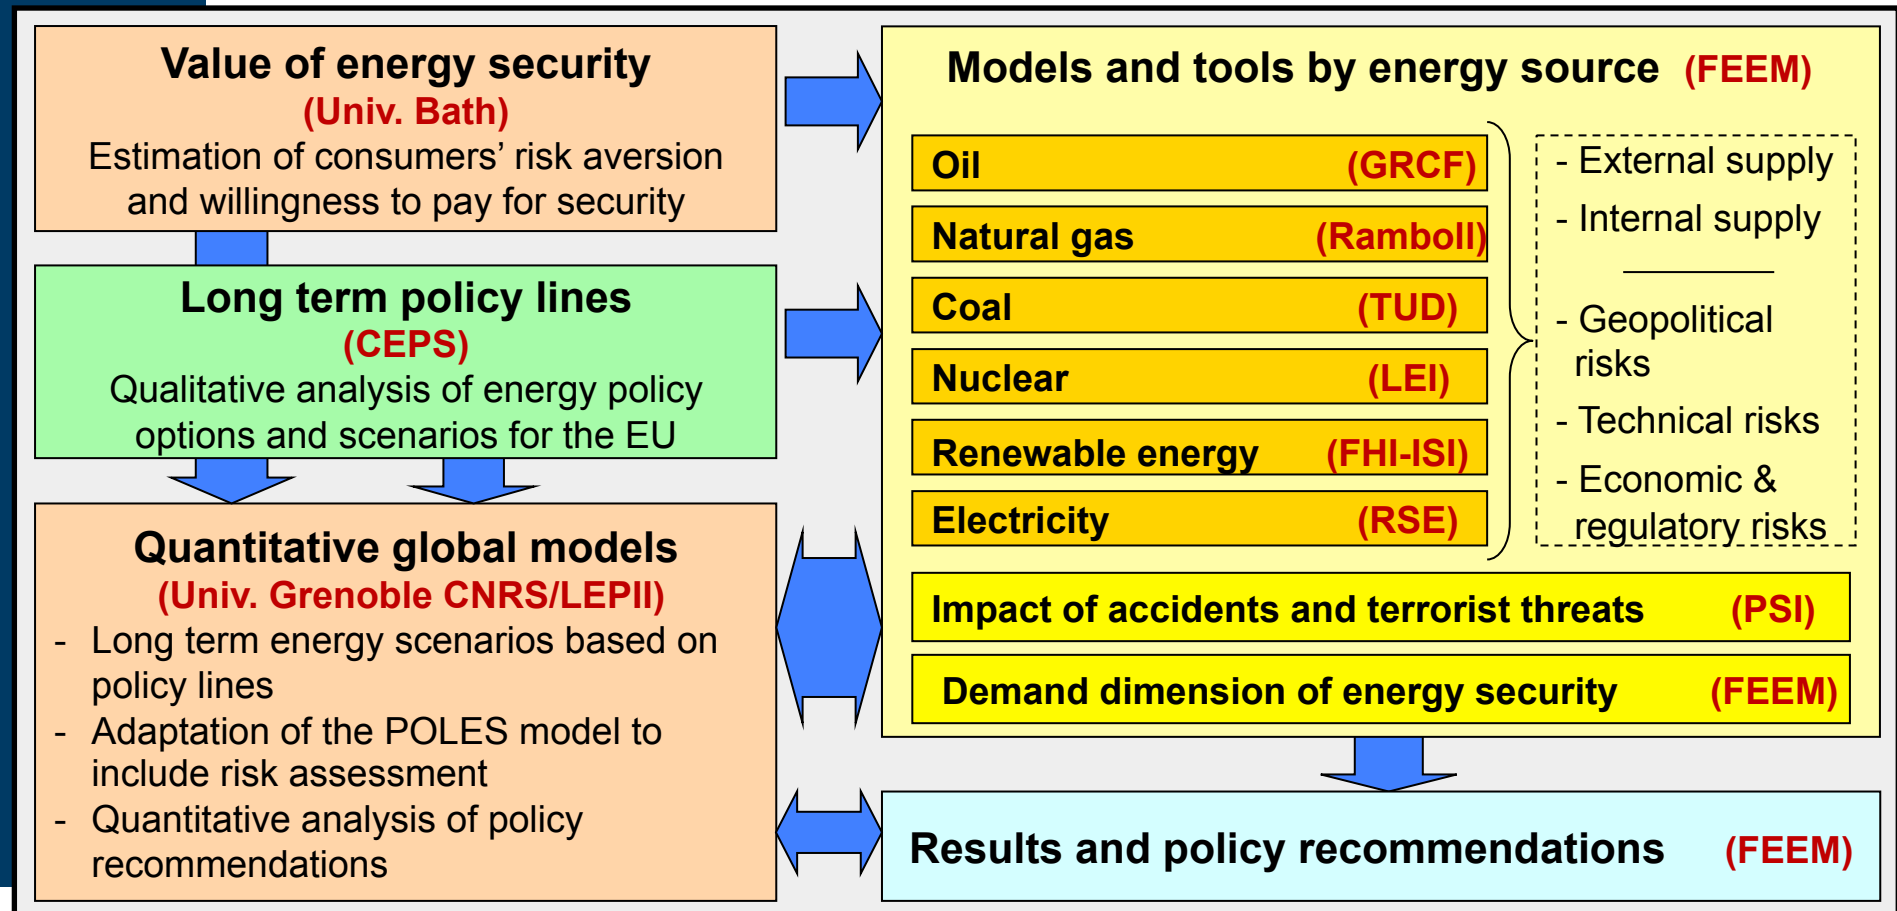 Value of energy security
(Univ. Bath)
Estimation of consumers’ risk aversion
and willingness to pay for security
Long term policy lines
(CEPS)
Qualitative analysis of energy policy
options and scenarios for the EU
Quantitative global models
(Univ. Grenoble CNRS/LEPII)
- Long term energy scenarios based on
policy lines
- Adaptation of the POLES model to
include risk assessment
- Quantitative analysis of policy
recommendations
Models and tools by energy source (FEEM)
Oil (GRCF)
Natural gas (Ramboll)
Coal (TUD)
Nuclear (LEI)
Renewable energy (FHI-ISI)
Electricity (RSE)
- External supply
- Internal supply
- Geopolitical
risks
- Technical risks
- Economic &
regulatory risks
Impact of accidents and terrorist threats (PSI)
Demand dimension of energy security (FEEM)
Results and policy recommendations (FEEM)